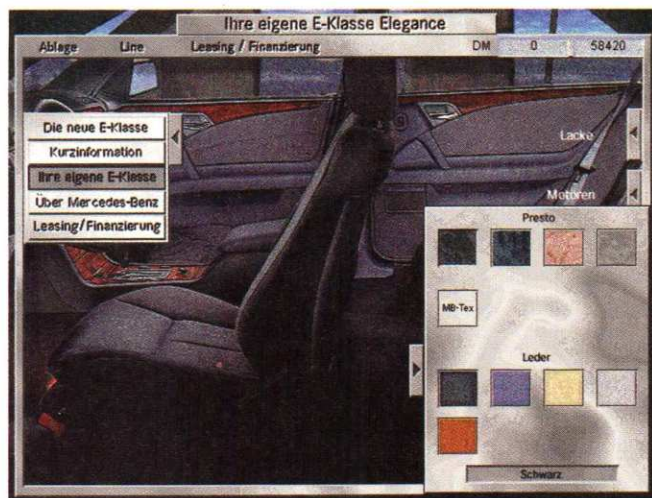 Ihre eigene E-Klasse Elegance
Ablage Line Leasing / Finanzierung DM 0 58420
Die neue E-Klasse
Kurzinformation
Ihre eigene E-Klasse
Über Mercedes-Benz
Leasing/Finanzierung
Lacke
Motoren
Presto
MB-Tex
Leder
Schwarz